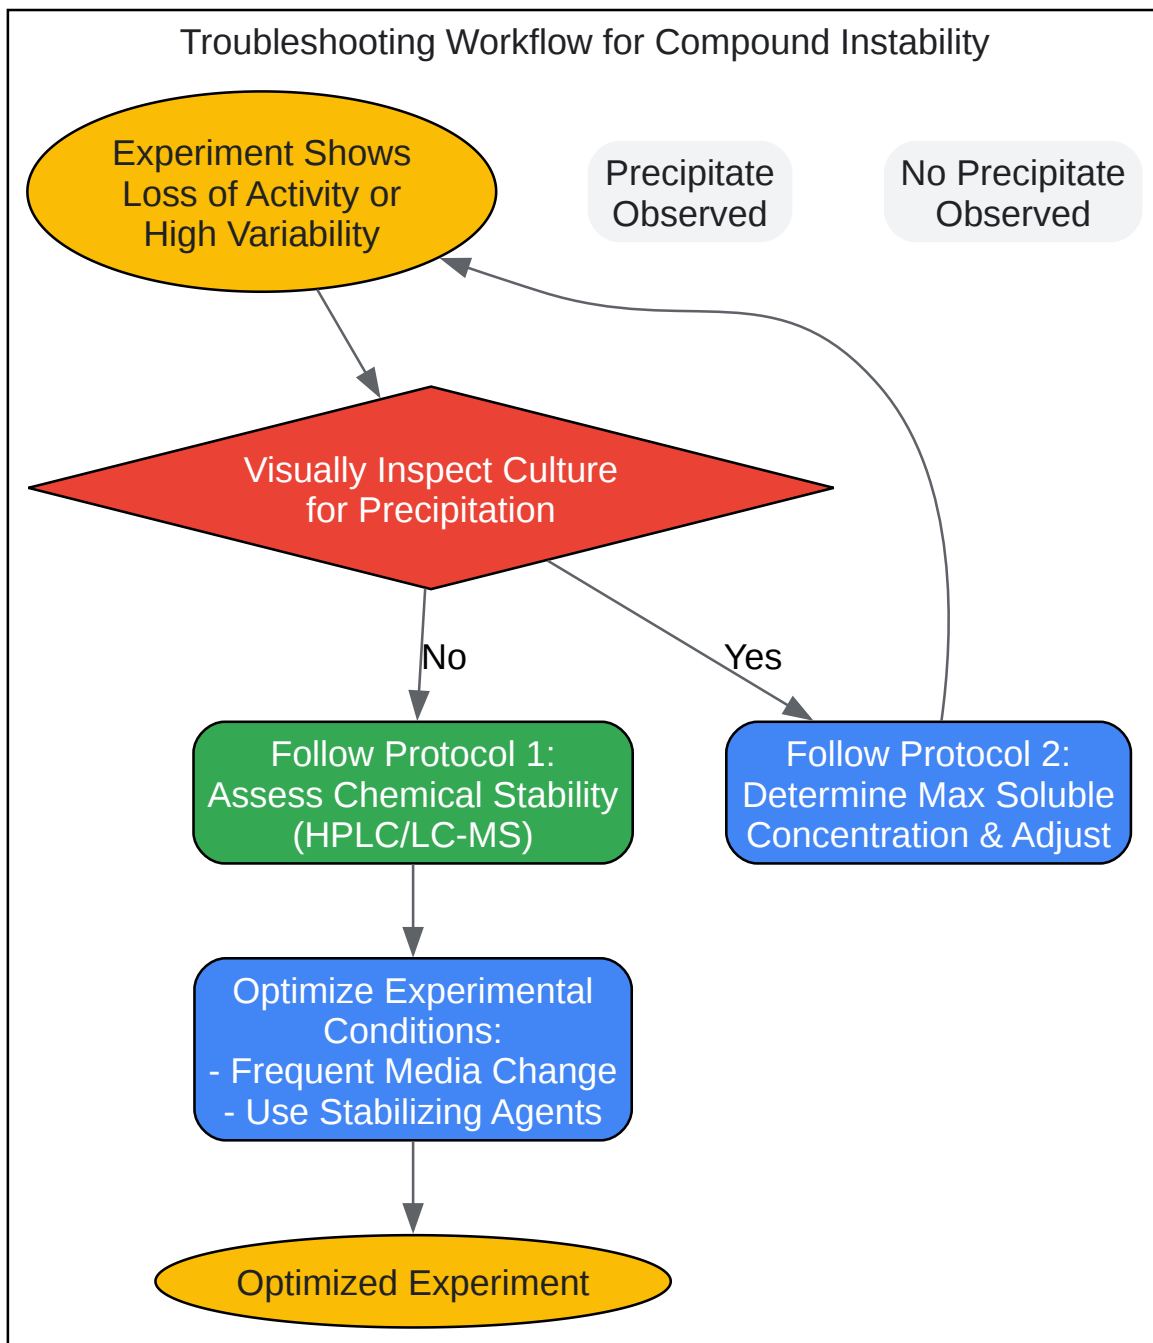 Troubleshooting Workflow for Compound Instability
Experiment Shows
Loss of Activity or
High Variability
Precipitate
Observed
No Precipitate
Observed
Visually Inspect Culture
for Precipitation
No
Yes
Follow Protocol 1:
Assess Chemical Stability
(HPLC/LC-MS)
Follow Protocol 2:
Determine Max Soluble
Concentration & Adjust
Optimize Experimental
Conditions:
- Frequent Media Change
- Use Stabilizing Agents
Optimized Experiment